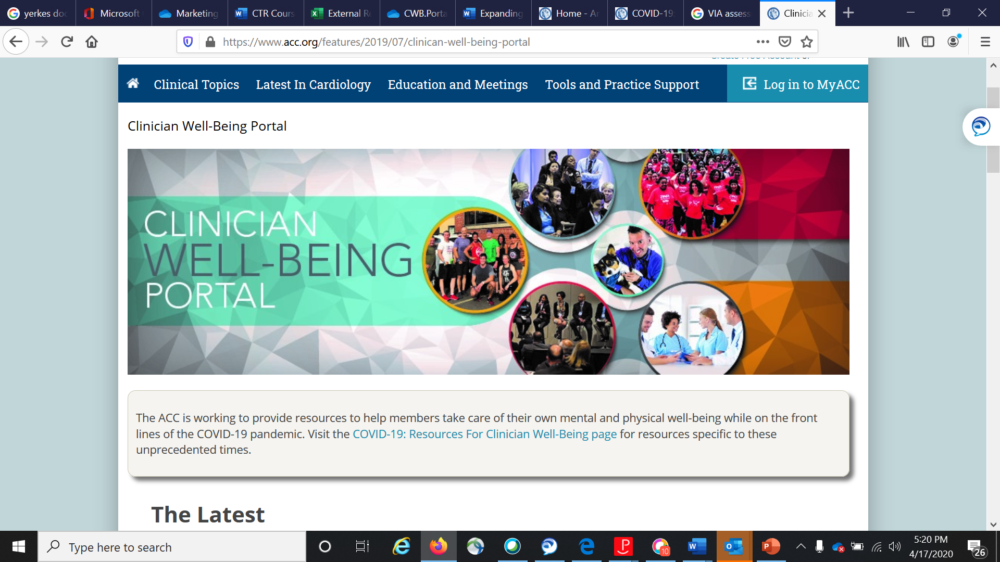 yerkes doc
Microsoft
Marketing
CTR Cours
External Re
CWB.Porta
Expanding
Home - A
COVID-19:
VIA assess
Clinicia
https://www.acc.org/features/2019/07/clinican-well-being-portal
Clinical Topics
Latest In Cardiology
Education and Meetings
Tools and Practice Support
Log in to MyACC
Clinician Well-Being Portal
CLINICIAN
WELL-BEING
PORTAL
The ACC is working to provide resources to help members take care of their own mental and physical well-being while on the front
lines of the COVID-19 pandemic. Visit the COVID-19: Resources For Clinician Well-Being page for resources specific to these
unprecedented times.
The Latest
Type here to search
10
5:20 PM
4/17/2020
26